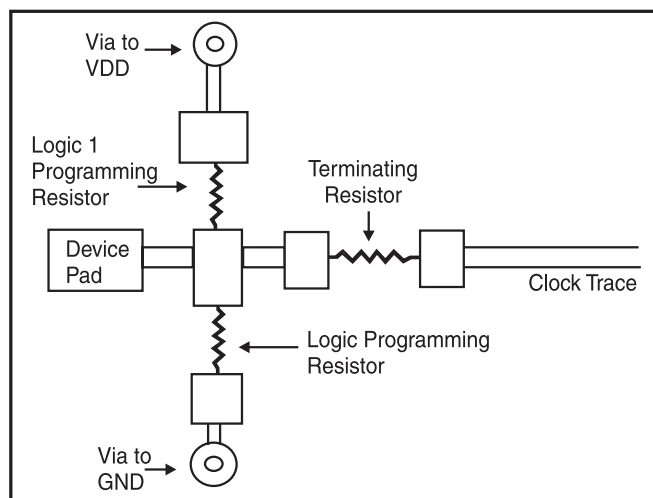 Via to
VDD
Logic 1
Programming
Resistor
Terminating
Resistor
Device
Pad
Clock Trace
Logic Programming
Resistor
Via to
GND